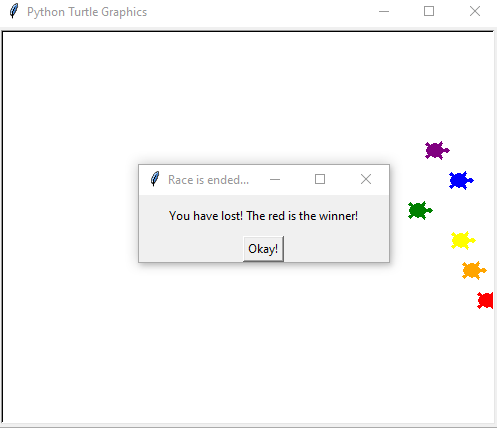 Python Turtle Graphics
Race is ended...
You have lost! The red is the winner!
Okay!